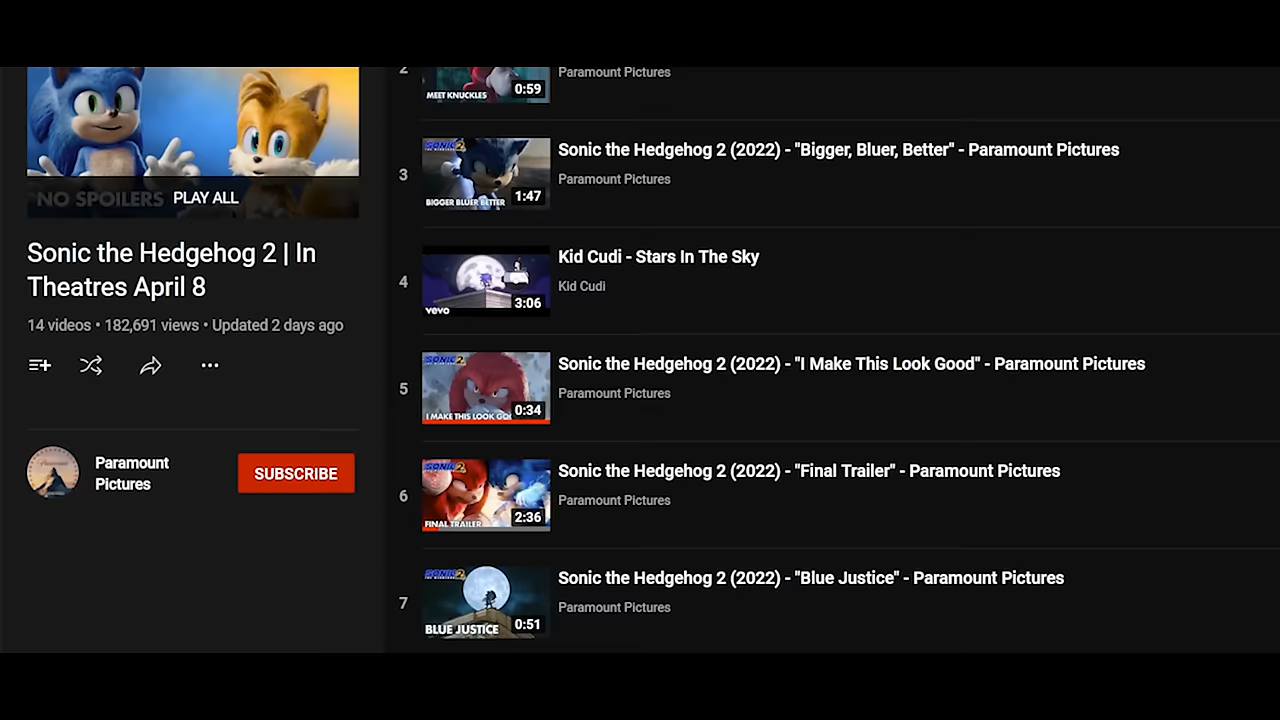 NO SPOILERS
PLAY ALL
Sonic the Hedgehog 2 | In
Theatres April 8
14 videos • 182,691 views • Updated 2 days ago
Paramount
Pictures
SUBSCRIBE
2
MEET KNUCKLES
0:59
Paramount Pictures
3
SONIC 2
BIGGER BLUER BETTER
1:47
Sonic the Hedgehog 2 (2022) - "Bigger, Bluer, Better" - Paramount Pictures
Paramount Pictures
4
vevo
3:06
Kid Cudi - Stars In The Sky
Kid Cudi
5
SONIC 2
I MAKE THIS LOOK GOO
0:34
Sonic the Hedgehog 2 (2022) - "I Make This Look Good" - Paramount Pictures
Paramount Pictures
6
SONIC 2
FINAL TRAILER
2:36
Sonic the Hedgehog 2 (2022) - "Final Trailer" - Paramount Pictures
Paramount Pictures
7
SONIC 2
BLUE JUSTICE
0:51
Sonic the Hedgehog 2 (2022) - "Blue Justice" - Paramount Pictures
Paramount Pictures